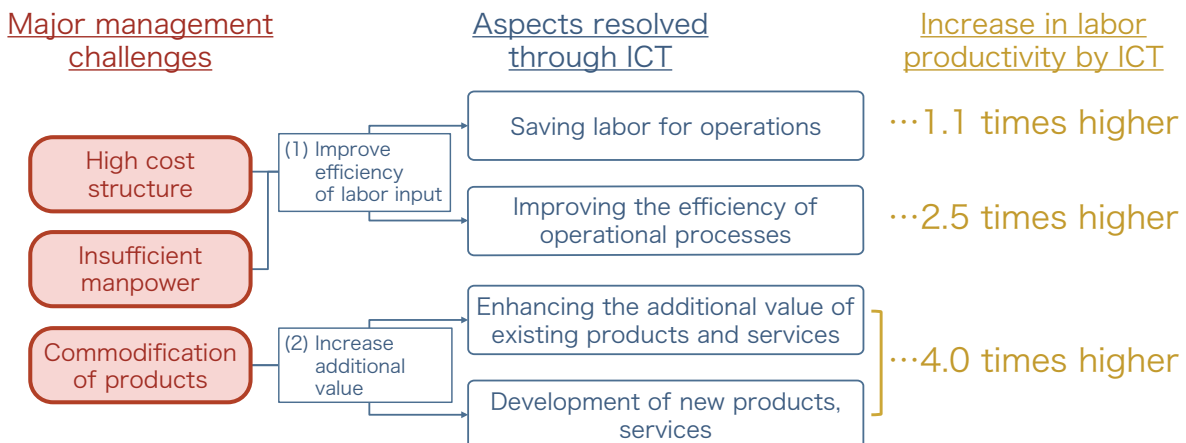 Major management
challenges
Aspects resolved
through ICT
Increase in labor
productivity by ICT
High cost
structure
Insufficient
manpower
Commodification
of products
(1) Improve
efficiency
of labor input
(2) Increase
additional
value
Saving labor for operations
Improving the efficiency of
operational processes
Enhancing the additional value of
existing products and services
Development of new products,
services
…1.1 times higher
…2.5 times higher
…4.0 times higher